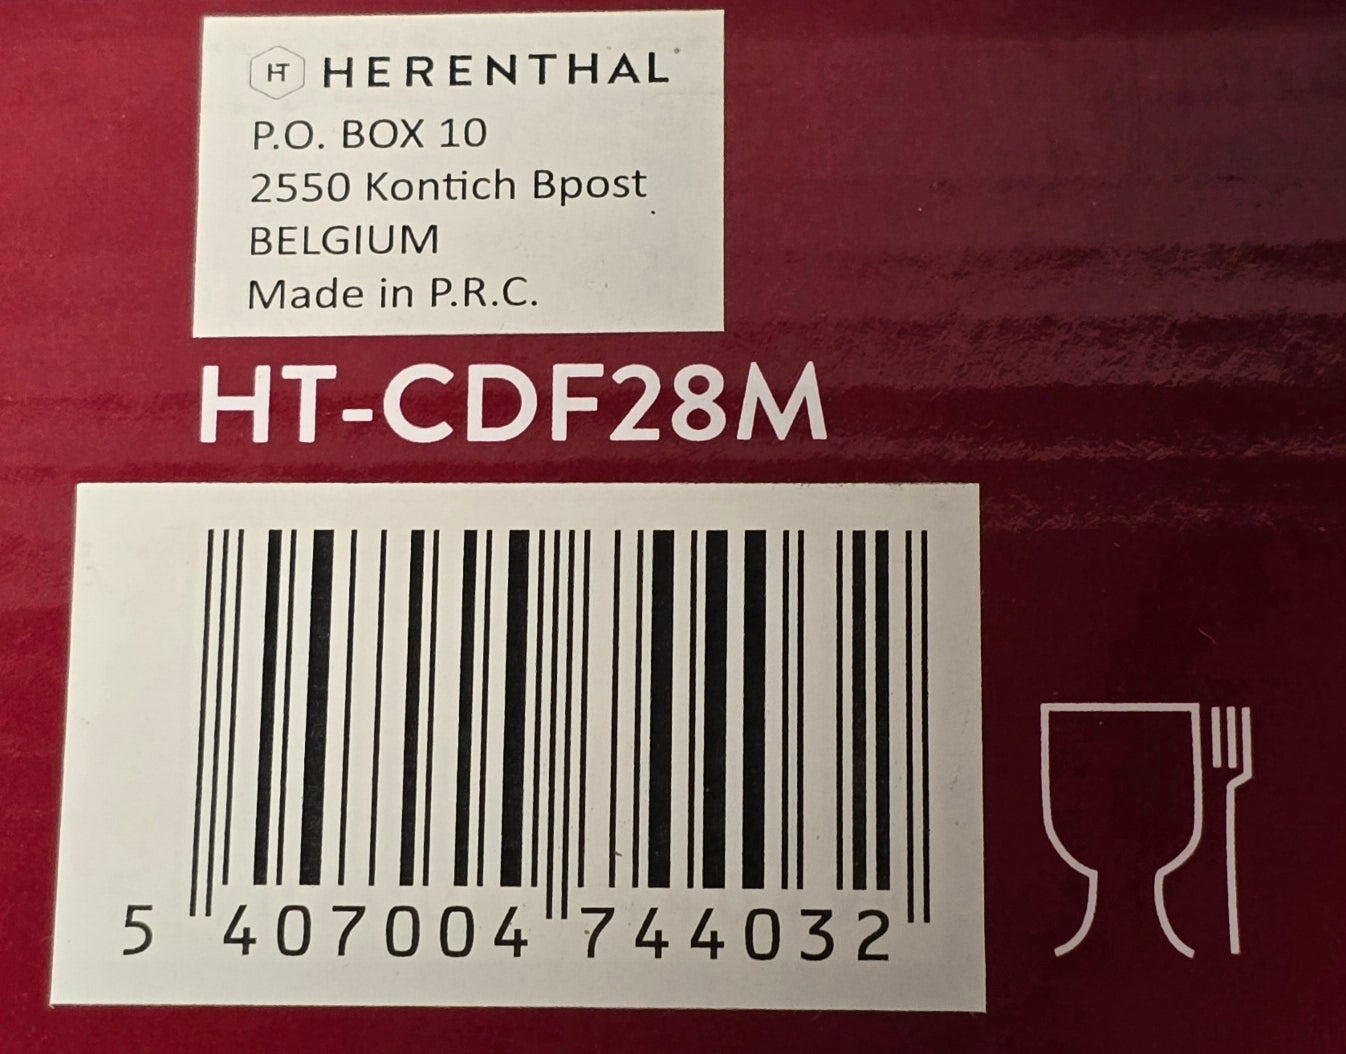 HT HERENTHAL
P.O. BOX 10
2550 Kontich Bpost
BELGIUM
Made in P.R.C.
HT-CDF28M
5 407004 744032